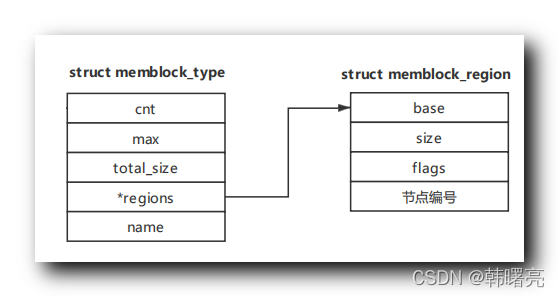 struct memblock_type
cnt
max
total_size
*regions
name
struct memblock_region
base
size
flags
节点编号
CSDN @韩曙亮